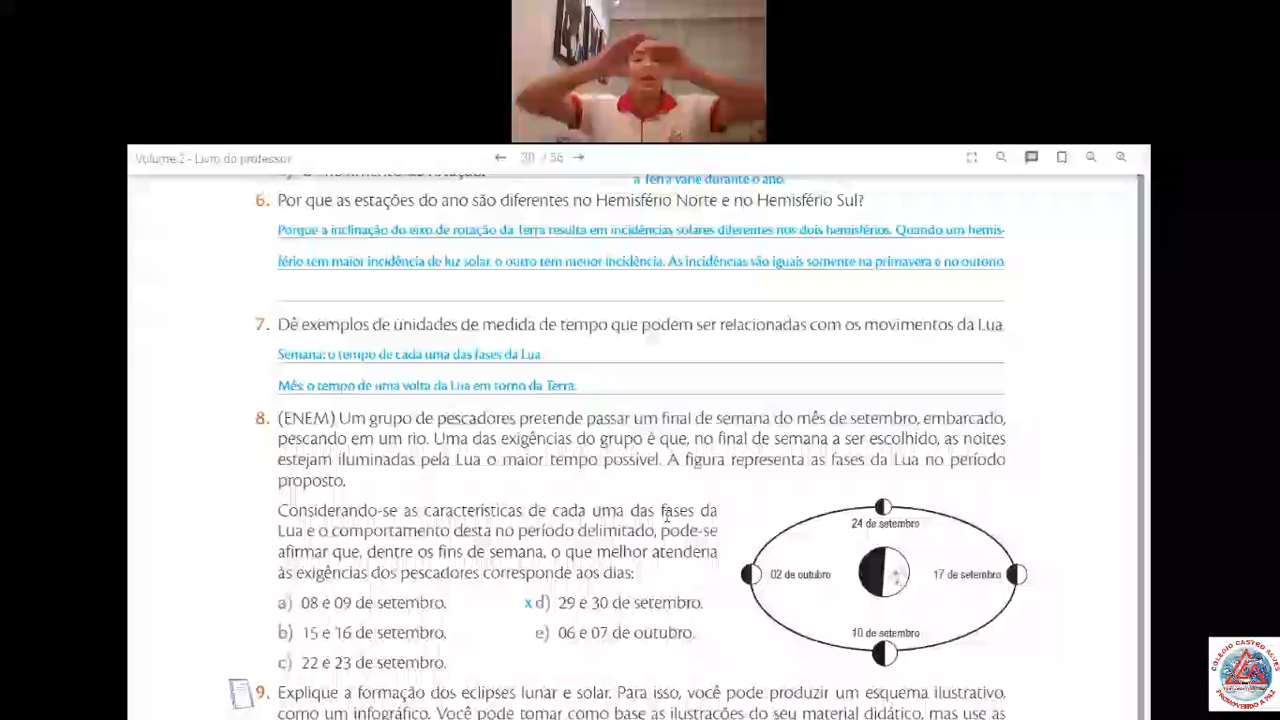 Volume 2 - Livro do professor
30 / 56
a Terra varie durante o ano.
6. Por que as estações do ano são diferentes no Hemisfério Norte e no Hemisfério Sul?
Porque a inclinação do eixo de rotação da Terra resulta em incidências solares diferentes nos dois hemisférios. Quando um hemis-
fério tem maior incidência de luz solar, o outro tem menor incidência. As incidências são iguais somente na primavera e no outono.
7. Dê exemplos de unidades de medida de tempo que podem ser relacionadas com os movimentos da Lua.
Semana: o tempo de cada uma das fases da Lua.
Mês: o tempo de uma volta da Lua em torno da Terra.
8. (ENEM) Um grupo de pescadores pretende passar um final de semana do mês de setembro, embarcado,
pescando em um rio. Uma das exigências do grupo é que, no final de semana a ser escolhido, as noites
estejam iluminadas pela Lua o maior tempo possível. A figura representa as fases da Lua no período
proposto.
Considerando-se as características de cada uma das fases da
Lua e o comportamento desta no período delimitado, pode-se
afirmar que, dentre os fins de semana, o que melhor atenderia
às exigências dos pescadores corresponde aos dias:
a) 08 e 09 de setembro.
b) 15 e 16 de setembro.
c) 22 e 23 de setembro.
x d) 29 e 30 de setembro.
e) 06 e 07 de outubro.
24 de setembro
02 de outubro
17 de setembro
10 de setembro
9. Explique a formação dos eclipses lunar e solar. Para isso, você pode produzir um esquema ilustrativo,
como um infográfico. Você pode tomar como base as ilustrações do seu material didático, mas use as
COLÉGIO CASTRO ALVES